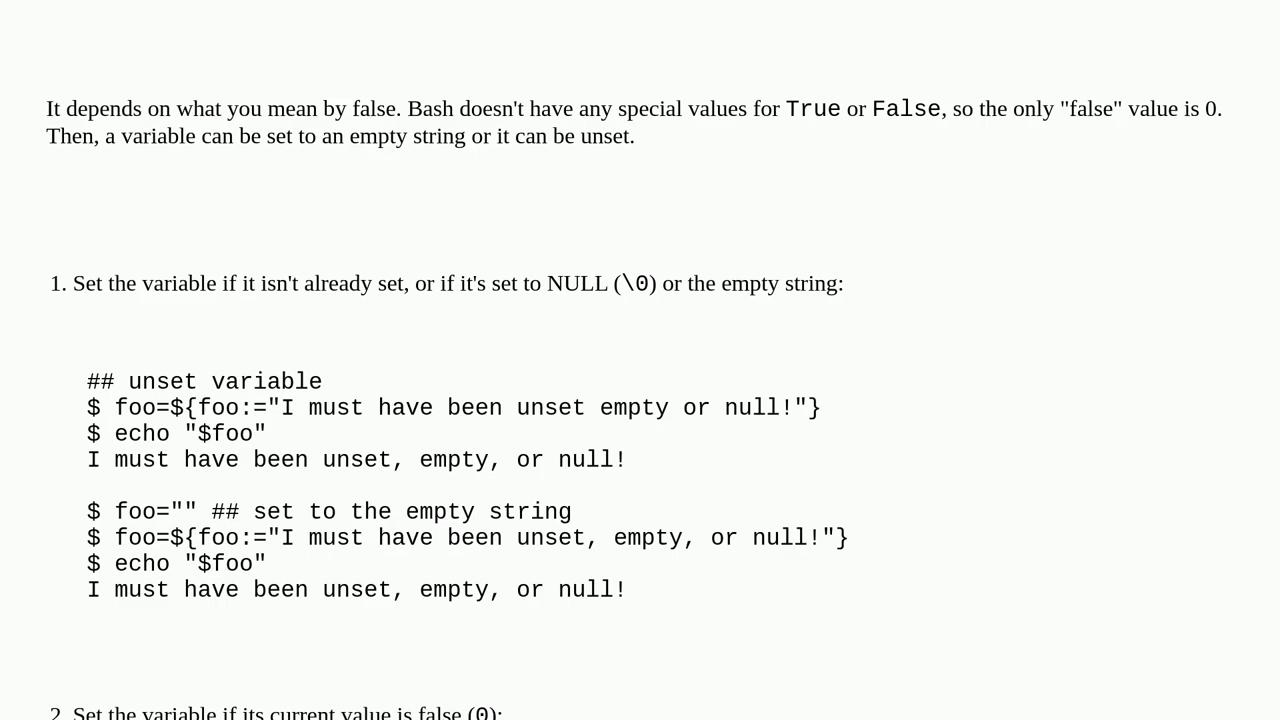 It depends on what you mean by false. Bash doesn't have any special values for True or False, so the only "false" value is 0.
Then, a variable can be set to an empty string or it can be unset.
1. Set the variable if it isn't already set, or if it's set to NULL (\0) or the empty string:
## unset variable
$ foo=${foo:="I must have been unset empty or null!"}
$ echo "$foo"
I must have been unset, empty, or null!
$ foo="" ## set to the empty string
$ foo=${foo:="I must have been unset, empty, or null!"}
$ echo "$foo"
I must have been unset, empty, or null!
2. Set the variable if its current value is false (0):